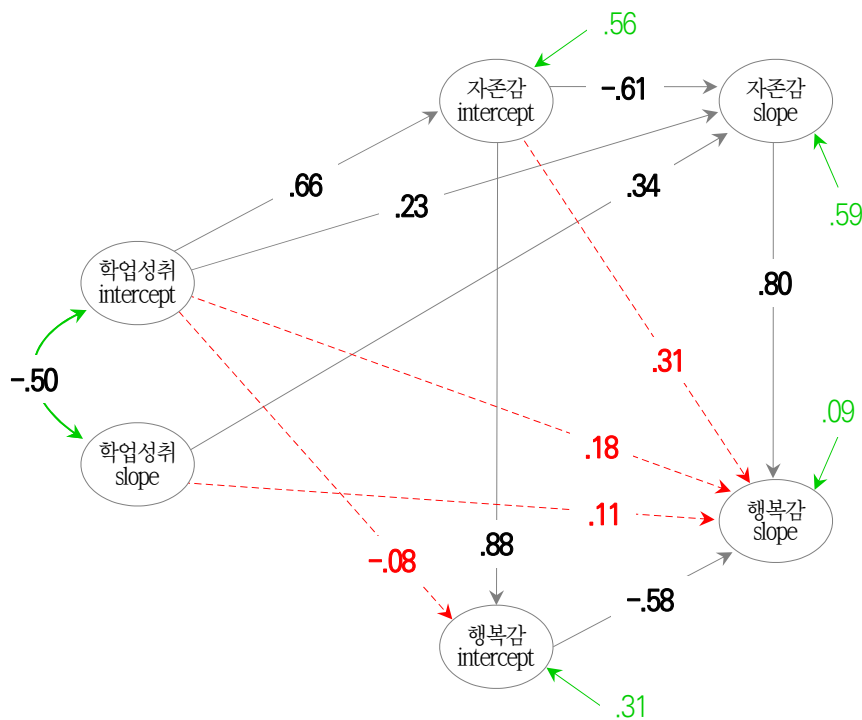 .56
자존감
intercept
-.61
자존감
slope
.66
.23
.34
.59
학업성취
intercept
.80
-.50
.31
.09
학업성취
slope
.18
.11
행복감
slope
.88
-.08
-.58
행복감
intercept
.31